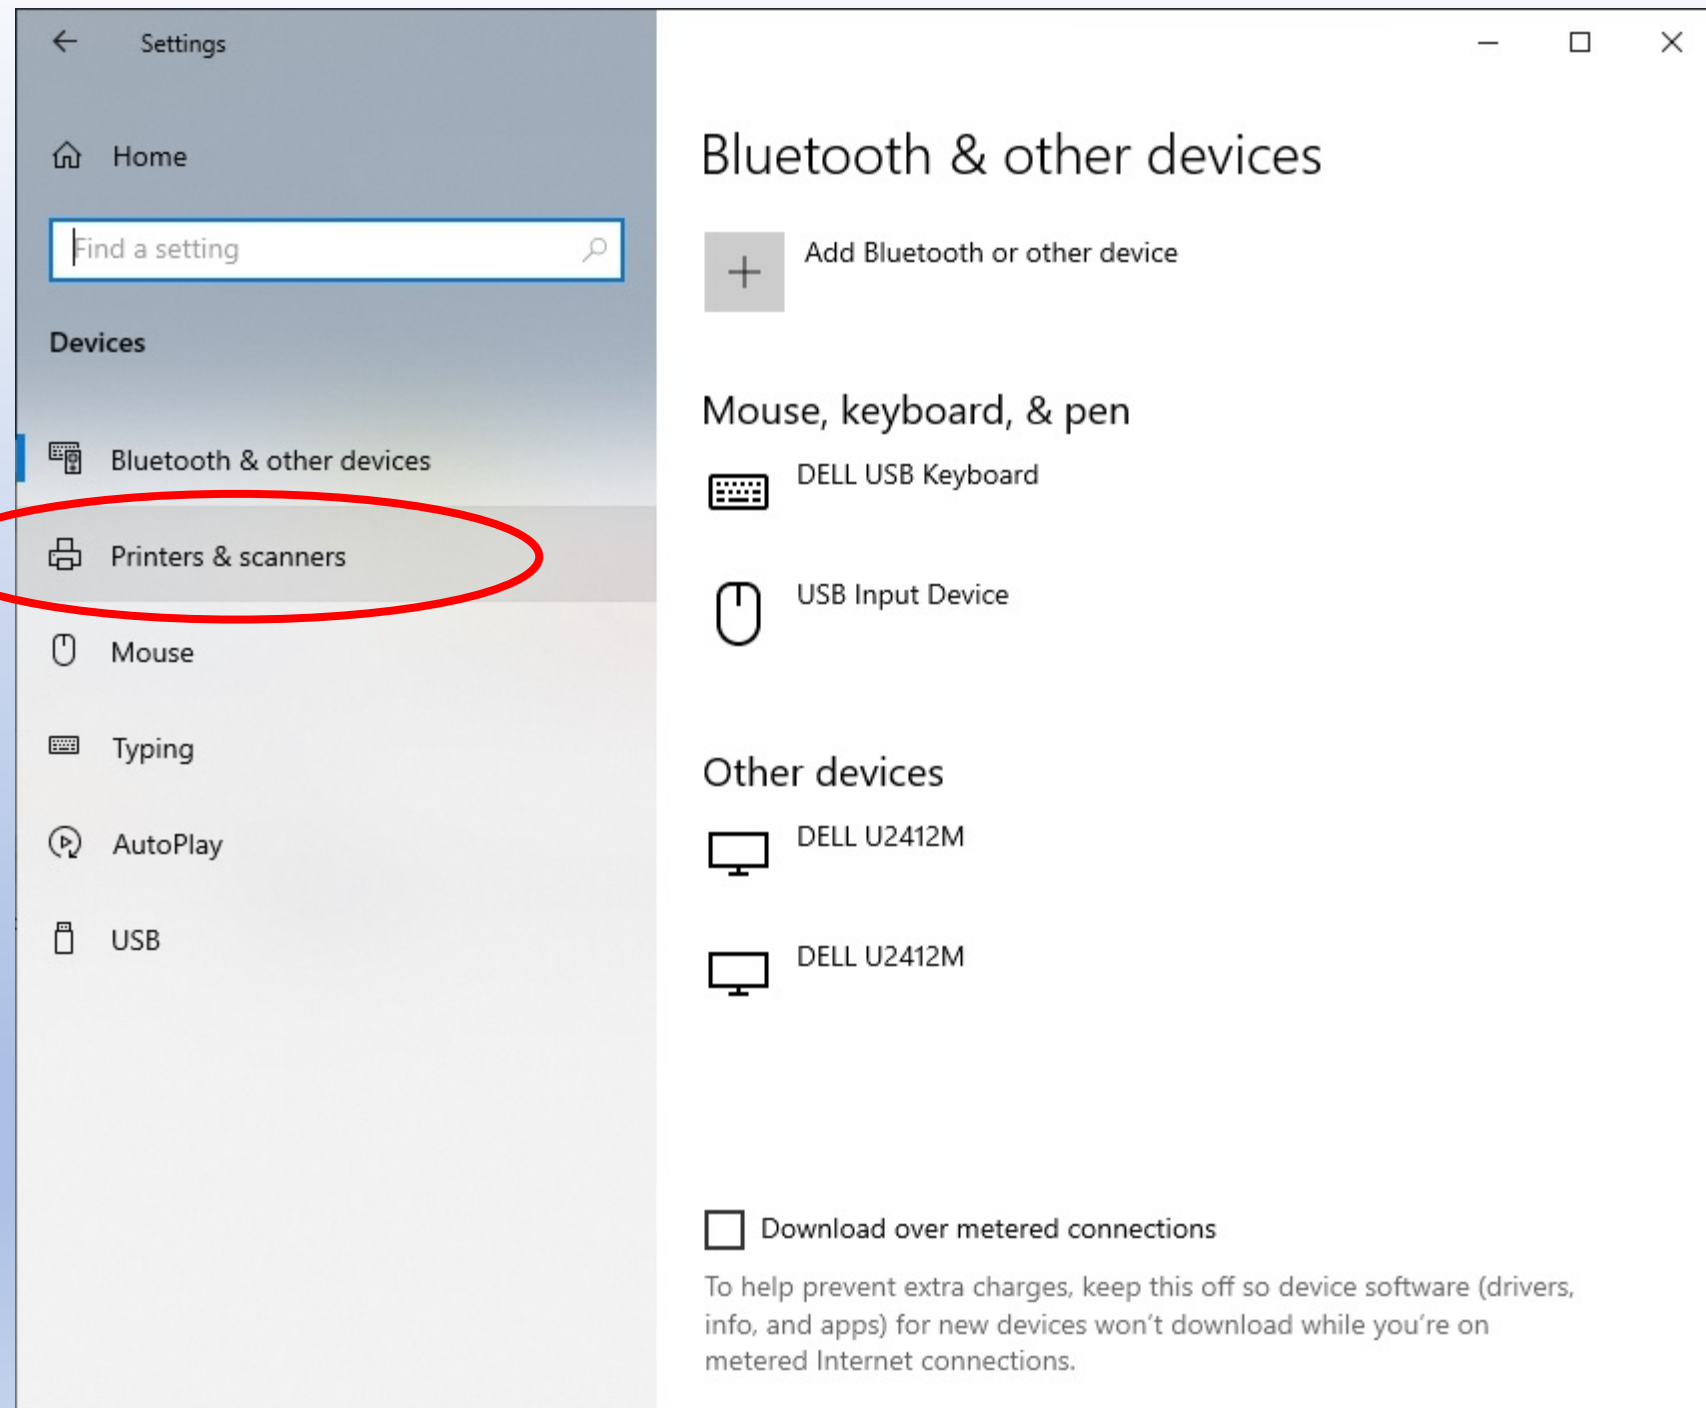 Settings
Home
Find a setting
Devices
Bluetooth & other devices
Printers & scanners
Mouse
Typing
AutoPlay
USB
Bluetooth & other devices
Add Bluetooth or other device
Mouse, keyboard, & pen
DELL USB Keyboard
USB Input Device
Other devices
DELL U2412M
DELL U2412M
Download over metered connections
To help prevent extra charges, keep this off so device software (drivers,
info, and apps) for new devices won't download while you're on
metered Internet connections.